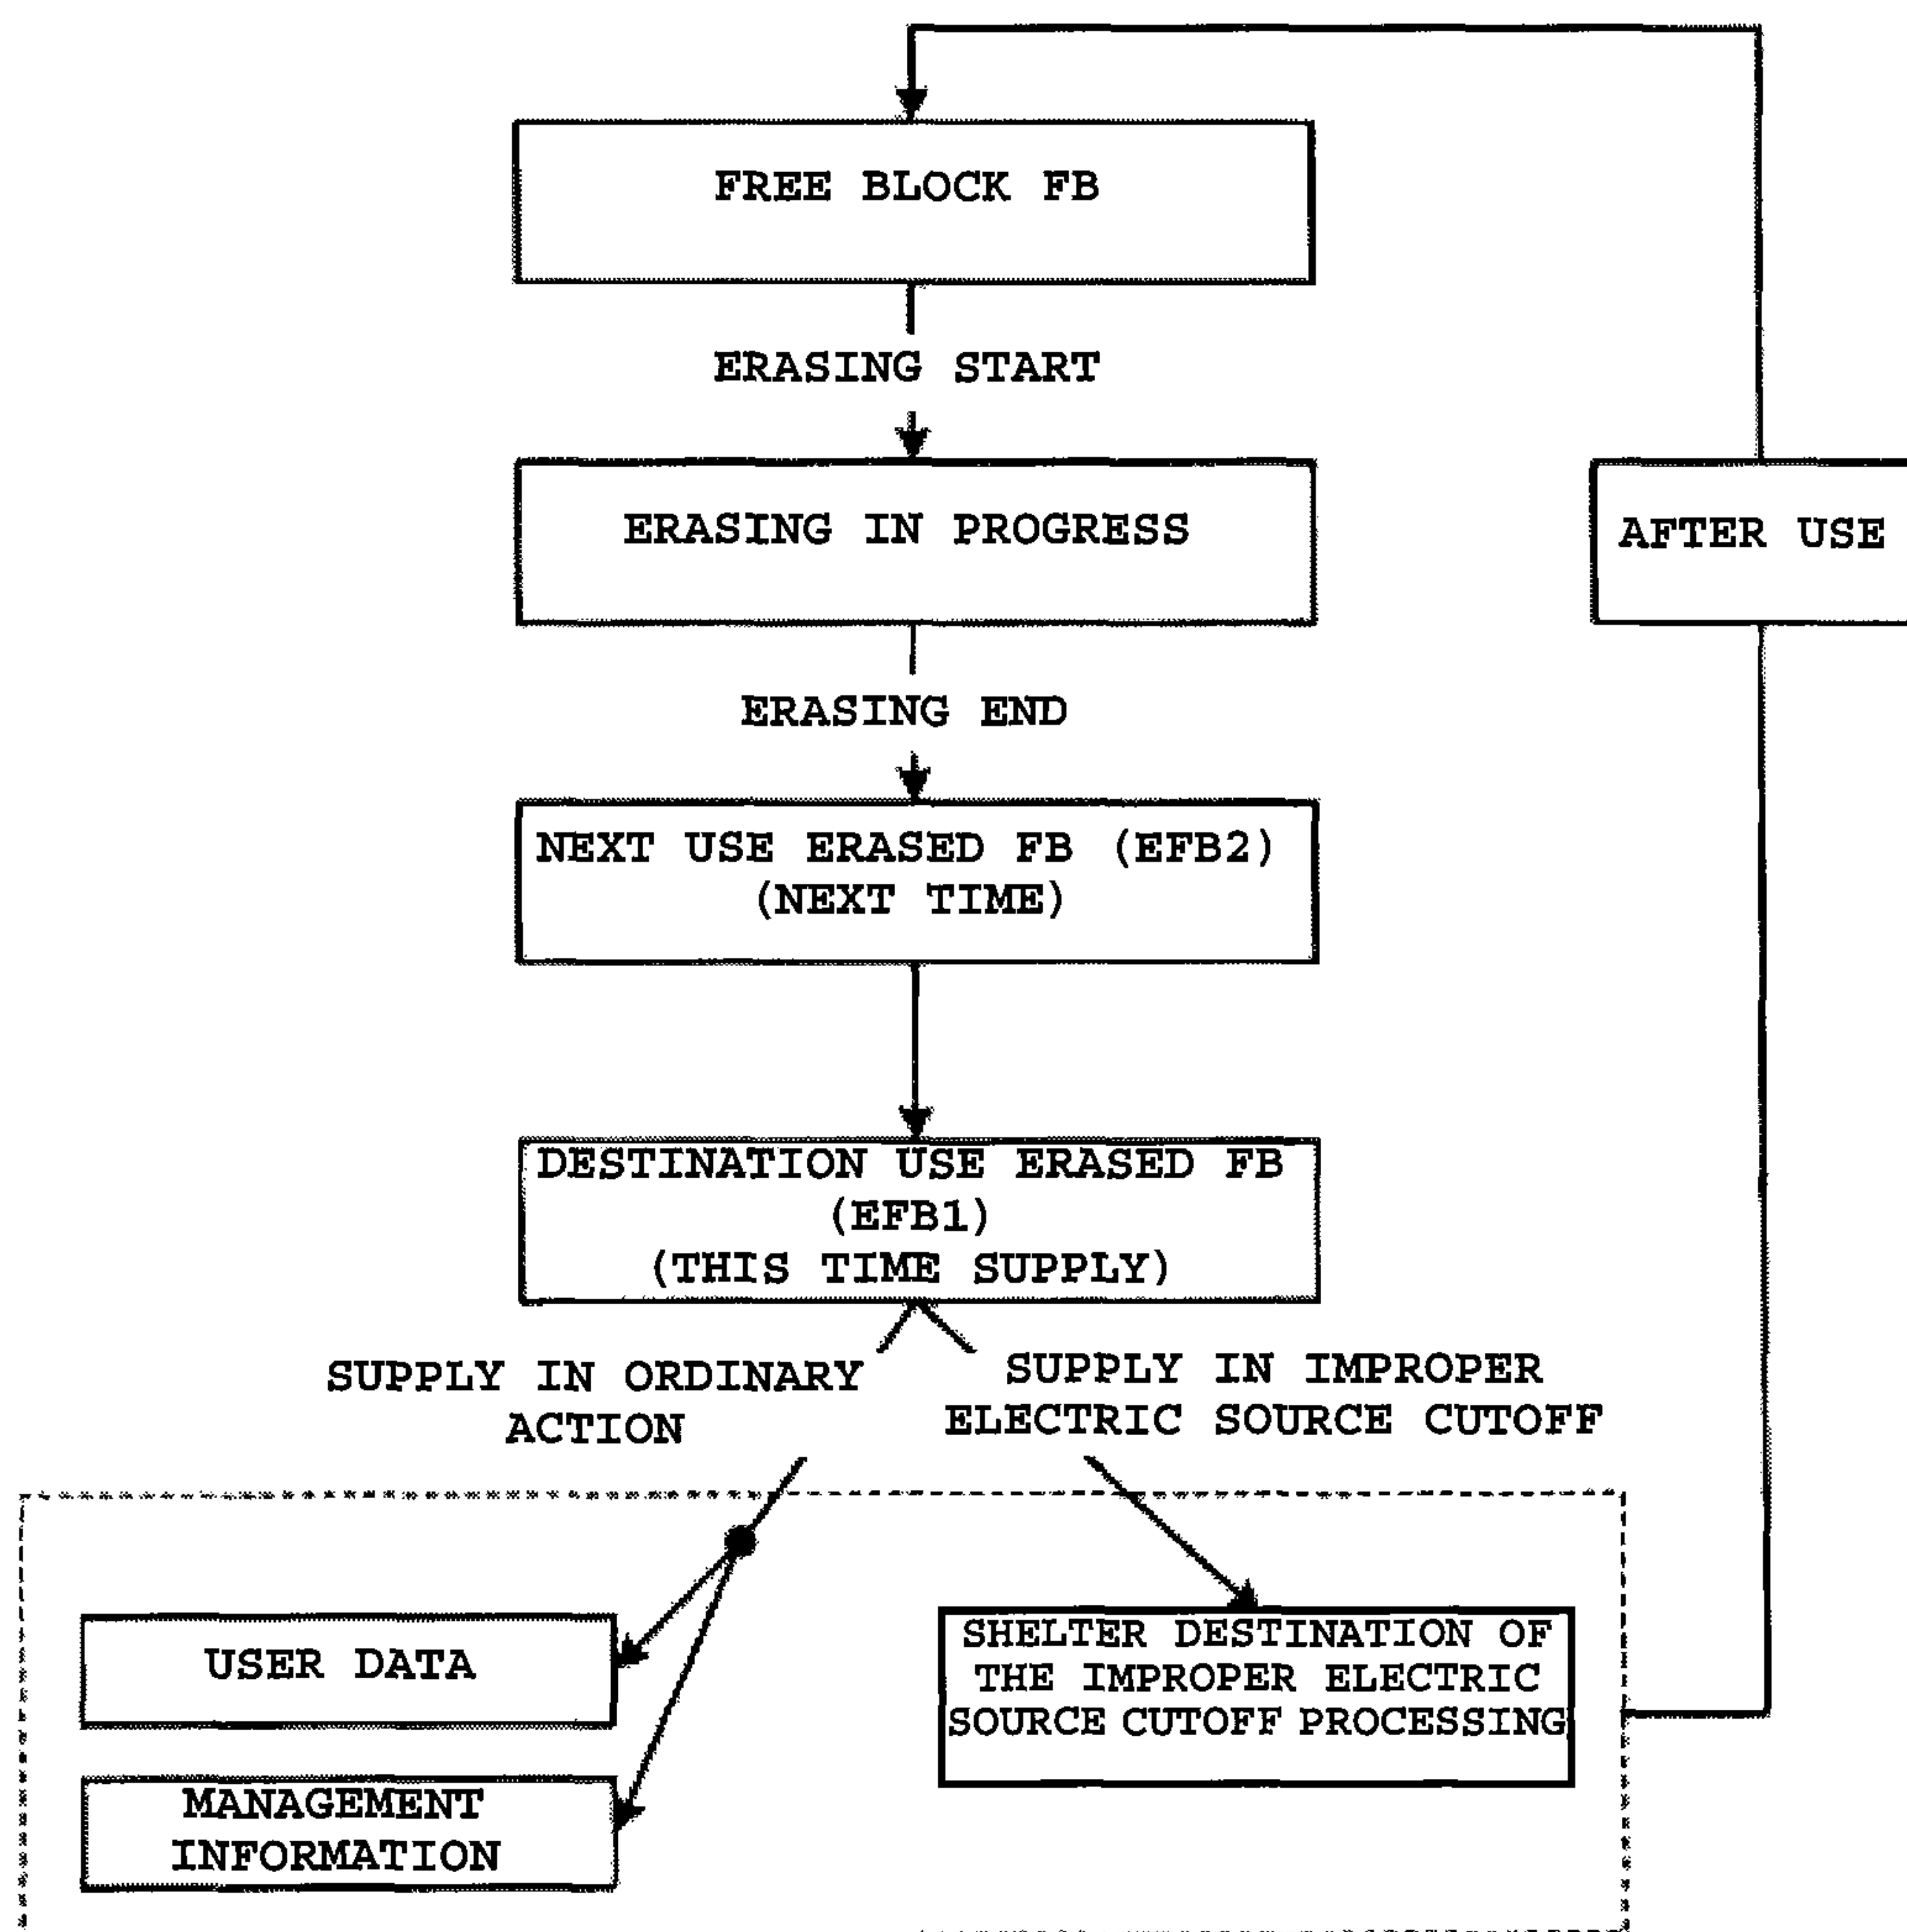 FREE BLOCK FB
ERASING START
ERASING IN PROGRESS
AFTER USE
ERASING END
NEXT USE ERASED FB (EFB2)
(NEXT TIME)
DESTINATION USE ERASED FB
(EFB1)
(THIS TIME SUPPLY)
SUPPLY IN ORDINARY
ACTION
SUPPLY IN IMPROPER
ELECTRIC SOURCE CUTOFF
USER DATA
SHELTER DESTINATION OF
THE IMPROPER ELECTRIC
SOURCE CUTOFF PROCESSING
MANAGEMENT
INFORMATION